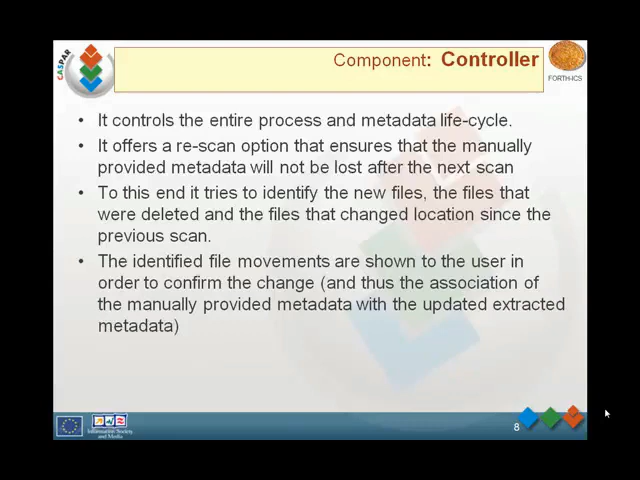 CASPAR
Component: Controller
FORTH-ICS
• It controls the entire process and metadata life-cycle.
• It offers a re-scan option that ensures that the manually
provided metadata will not be lost after the next scan
• To this end it tries to identify the new files, the files that
were deleted and the files that changed location since the
previous scan.
• The identified file movements are shown to the user in
order to confirm the change (and thus the association of
the manually provided metadata with the updated extracted
metadata)
Information Society
and Media
8